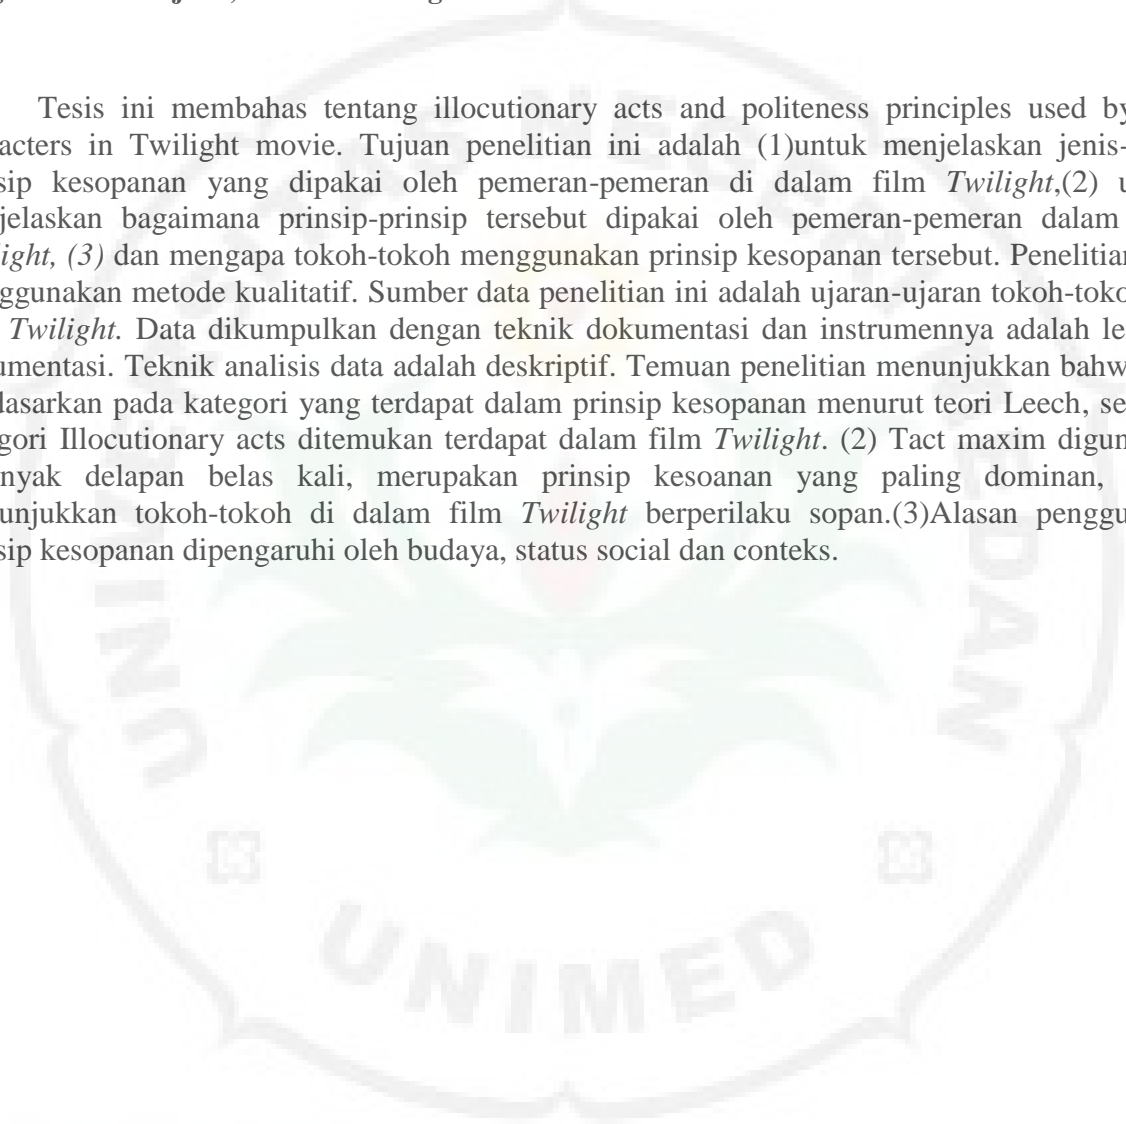 Tesis ini membahas tentang illocutionary acts and politeness principles used by
acters in Twilight movie. Tujuan penelitian ini adalah (1)untuk menjelaskan jenis-
sip kesopanan yang dipakai oleh pemeran-pemeran di dalam film Twilight,(2) u
jelaskan bagaimana prinsip-prinsip tersebut dipakai oleh pemeran-pemeran dalam
light, (3) dan mengapa tokoh-tokoh menggunakan prinsip kesopanan tersebut. Penelitian
ggunakan metode kualitatif. Sumber data penelitian ini adalah ujaran-ujaran tokoh-toko
Twilight. Data dikumpulkan dengan teknik dokumentasi dan instrumennya adalah le
umentasi. Teknik analisis data adalah deskriptif. Temuan penelitian menunjukkan bahw
dasarkan pada kategori yang terdapat dalam prinsip kesopanan menurut teori Leech, se
gori Illocutionary acts ditemukan terdapat dalam film Twilight. (2) Tact maxim digun
nyak delapan belas kali, merupakan prinsip kesoanan yang paling dominan,
unjukkan tokoh-tokoh di dalam film Twilight berperilaku sopan.(3)Alasan penggu
sip kesopanan dipengaruhi oleh budaya, status social dan conteks.
UNIVERSITAS NEGERI MEDAN
UNIMED